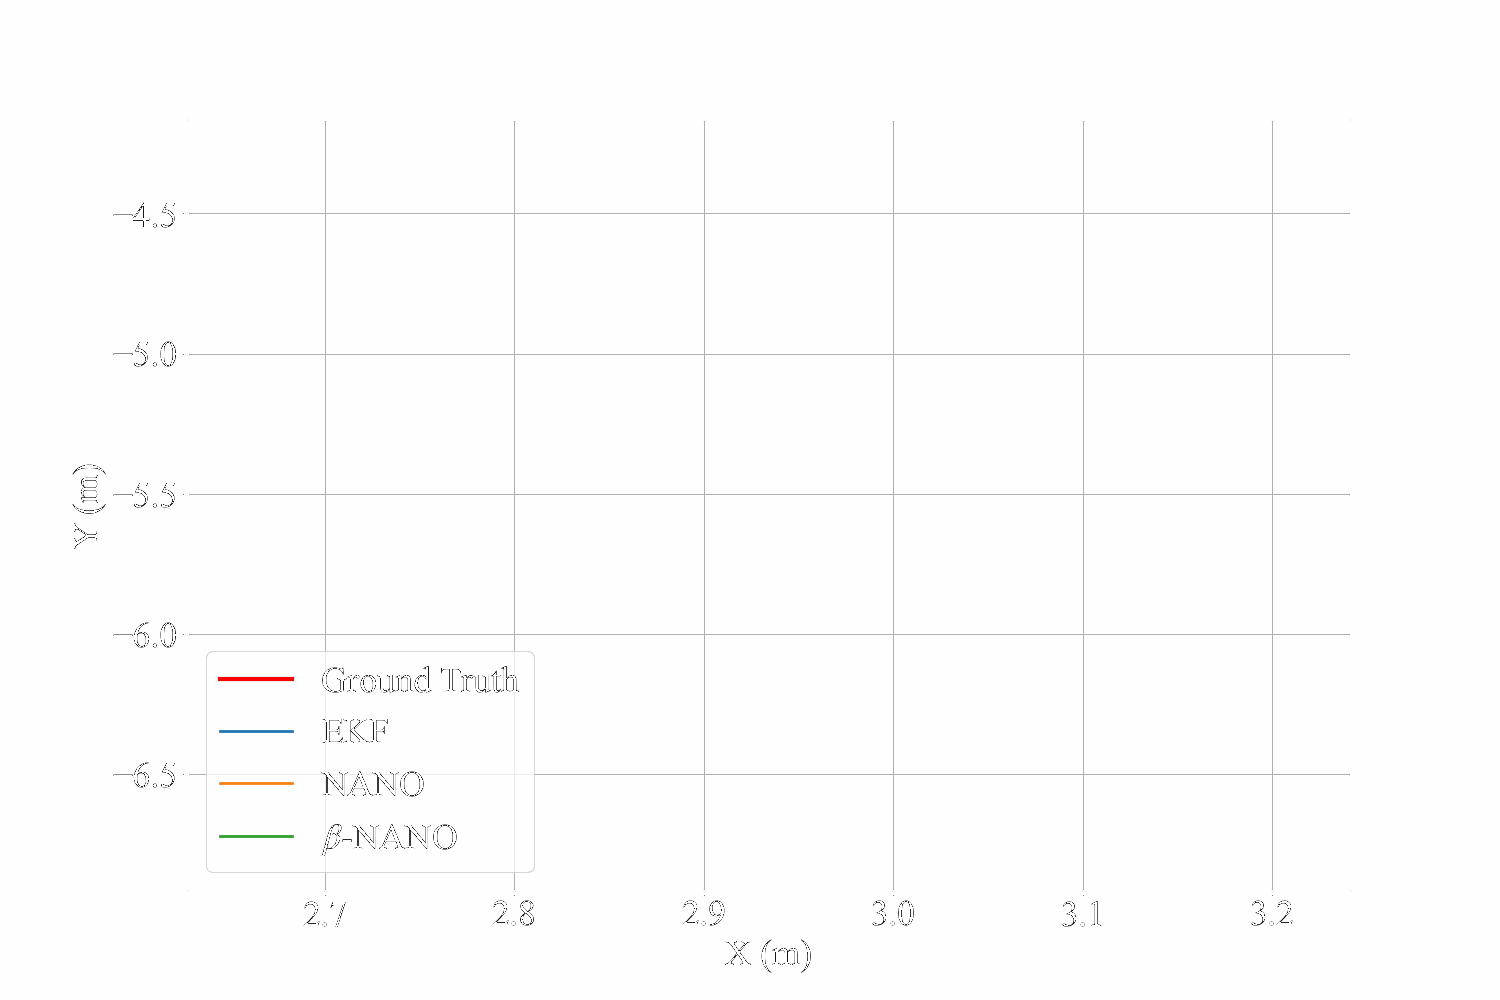 −4.5
−5.0
−5.5
−6.0
−6.5
Y (m)
Ground Truth
EKF
NANO
β-NANO
2.7
2.8
2.9
3.0
3.1
3.2
X (m)